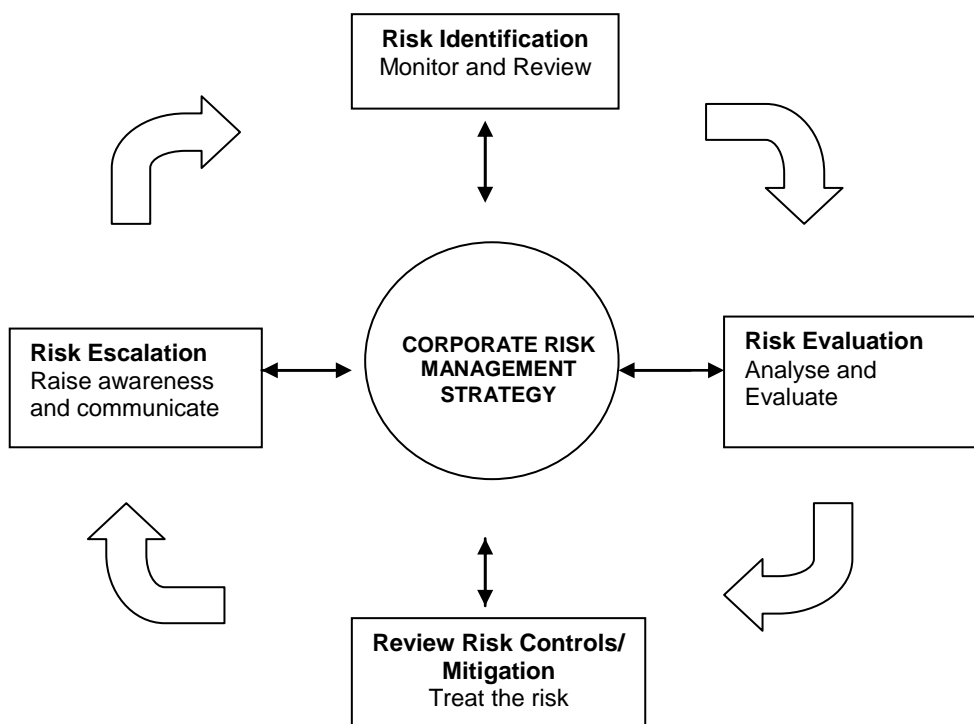 Risk Identification
Monitor and Review
Risk Escalation
Raise awareness
and communicate
CORPORATE RISK
MANAGEMENT
STRATEGY
Risk Evaluation
Analyse and
Evaluate
Review Risk Controls/
Mitigation
Treat the risk